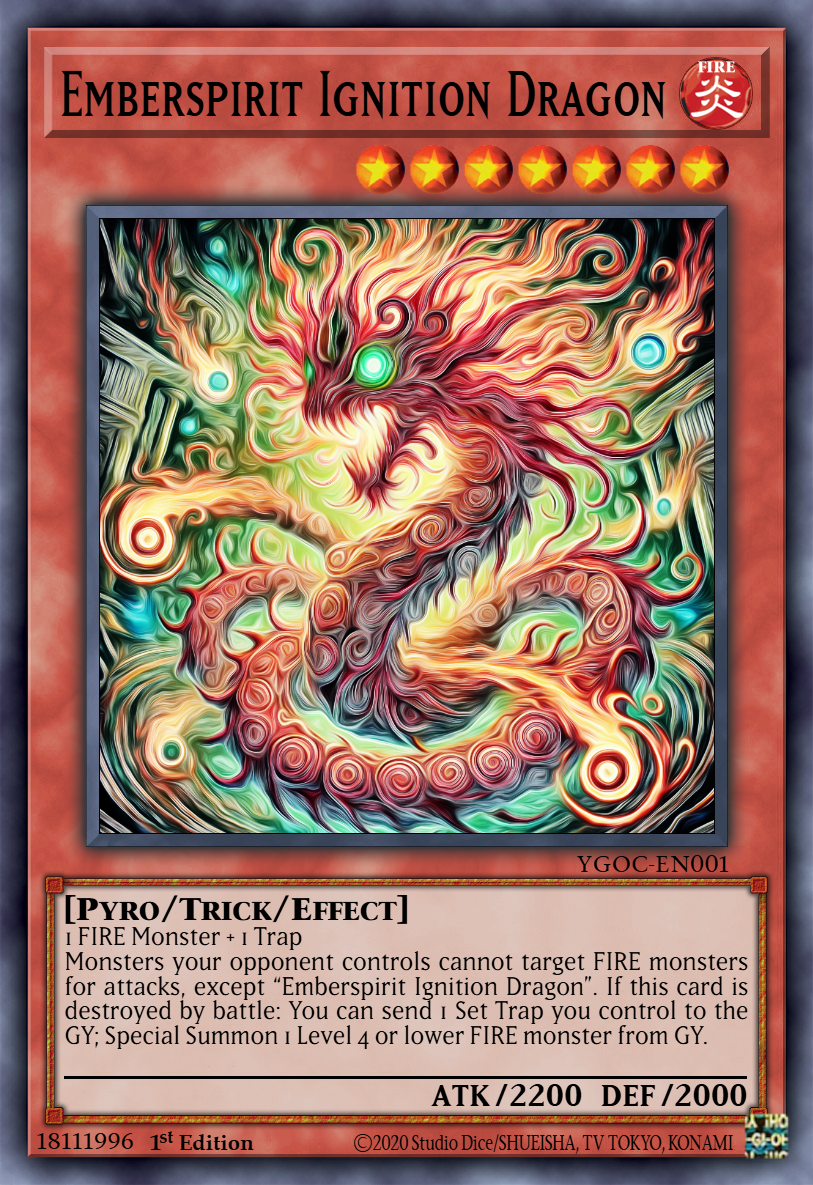 Emberspirit Ignition Dragon
FIRE
炎
YGOC-EN001
[Pyro/Trick/Effect]
1 FIRE Monster + 1 Trap
Monsters your opponent controls cannot target FIRE monsters
for attacks, except “Emberspirit Ignition Dragon”. If this card is
destroyed by battle: You can send 1 Set Trap you control to the
GY; Special Summon 1 Level 4 or lower FIRE monster from GY.
ATK/2200 DEF/2000
18111996 1st Edition ©2020 Studio Dice/SHUEISHA, TV TOKYO, KONAMI